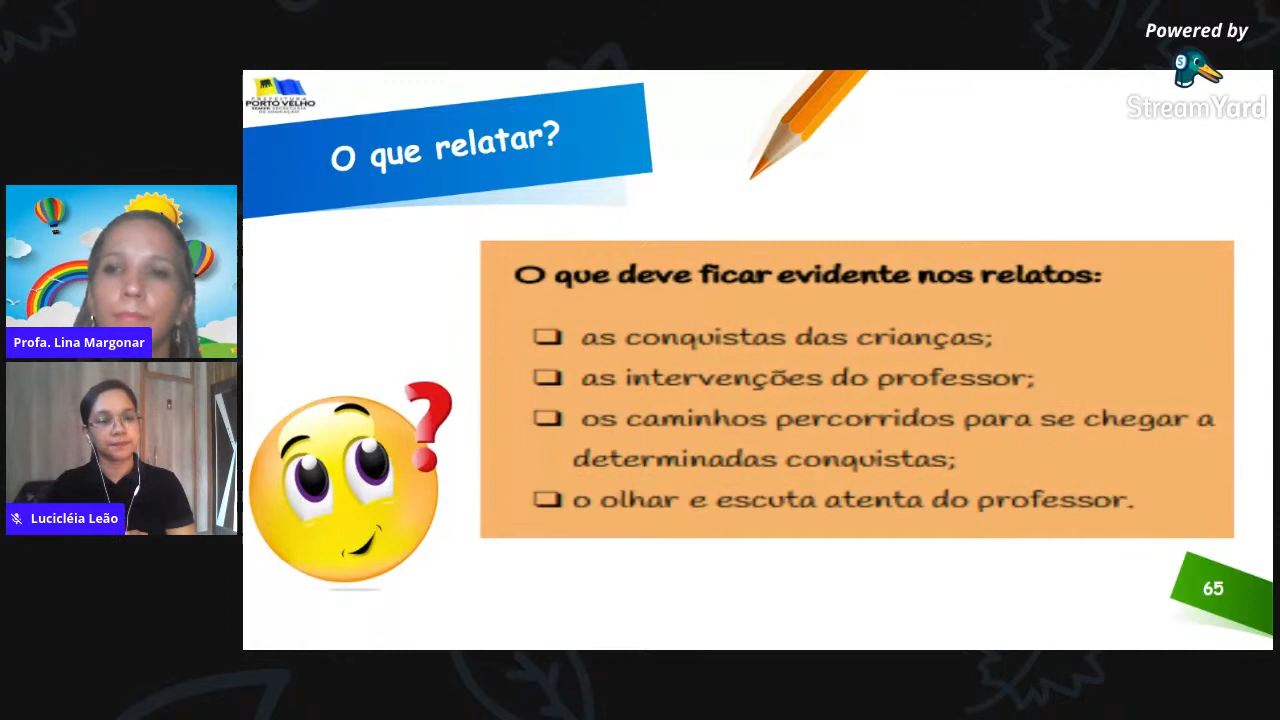 Powered by
StreamYard
PREFEITURA
PORTO VELHO
O que relatar?
O que deve ficar evidente nos relatos:
❑ as conquistas das crianças;
❑ as intervenções do professor;
❑ os caminhos percorridos para se chegar a
determinadas conquistas;
❑ o olhar e escuta atenta do professor.
Profa. Lina Margonar
Lucicléia Leão
65